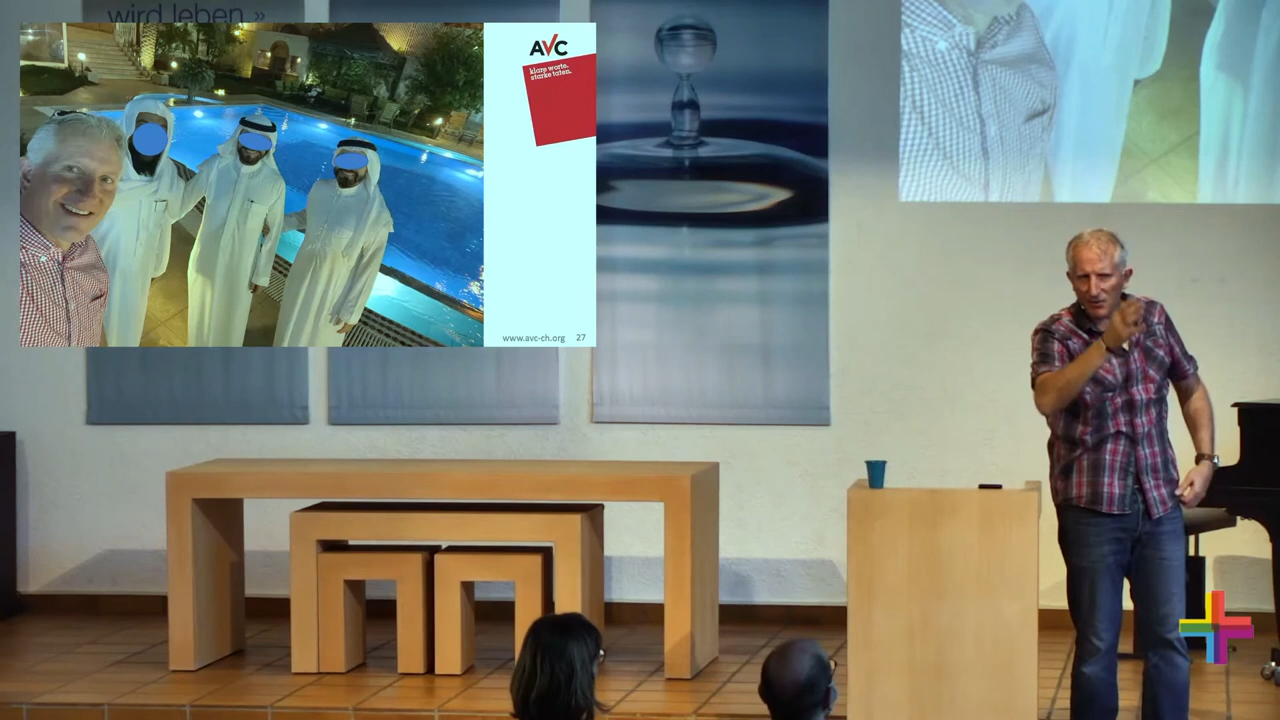 wird leben »
AVC
klare worte.
starke taten.
www.avc-ch.org 27